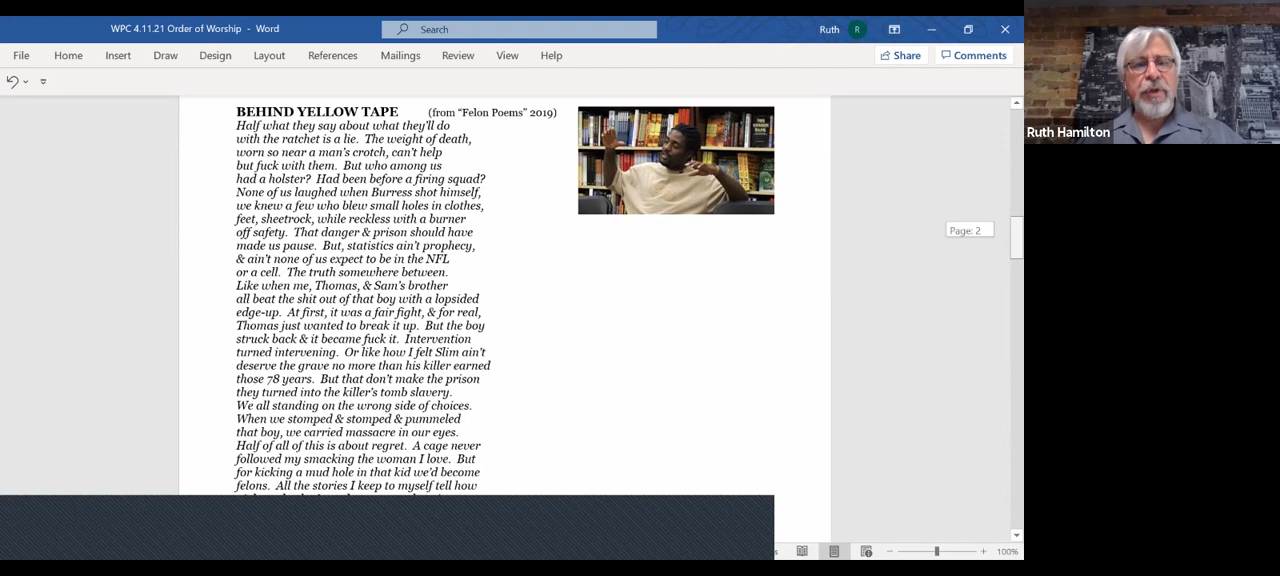 WPC 4.11.21 Order of Worship - Word
Search
Ruth
R
File Home Insert Draw Design Layout References Mailings Review View Help
Share
Comments
BEHIND YELLOW TAPE (from “Felon Poems” 2019)
Half what they say about what they’ll do
with the ratchet is a lie. The weight of death,
worn so near a man’s crotch, can’t help
but fuck with them. But who among us
had a holster? Had been before a firing squad?
None of us laughed when Burress shot himself,
we knew a few who blew small holes in clothes,
feet, sheetrock, while reckless with a burner
off safety. That danger & prison should have
made us pause. But, statistics ain’t prophecy,
& ain’t none of us expect to be in the NFL
or a cell. The truth somewhere between.
Like when me, Thomas, & Sam’s brother
all beat the shit out of that boy with a lopsided
edge-up. At first, it was a fair fight, & for real,
Thomas just wanted to break it up. But the boy
struck back & it became fuck it. Intervention
turned intervening. Or like how I felt Slim ain’t
deserve the grave no more than his killer earned
those 78 years. But that don’t make the prison
they turned into the killer’s tomb slavery.
We all standing on the wrong side of choices.
When we stomped & stomped & pummeled
that boy, we carried massacre in our eyes.
Half of all of this is about regret. A cage never
followed my smacking the woman I love. But
for kicking a mud hole in that kid we’d become
felons. All the stories I keep to myself tell how
Page: 2
100%
Ruth Hamilton